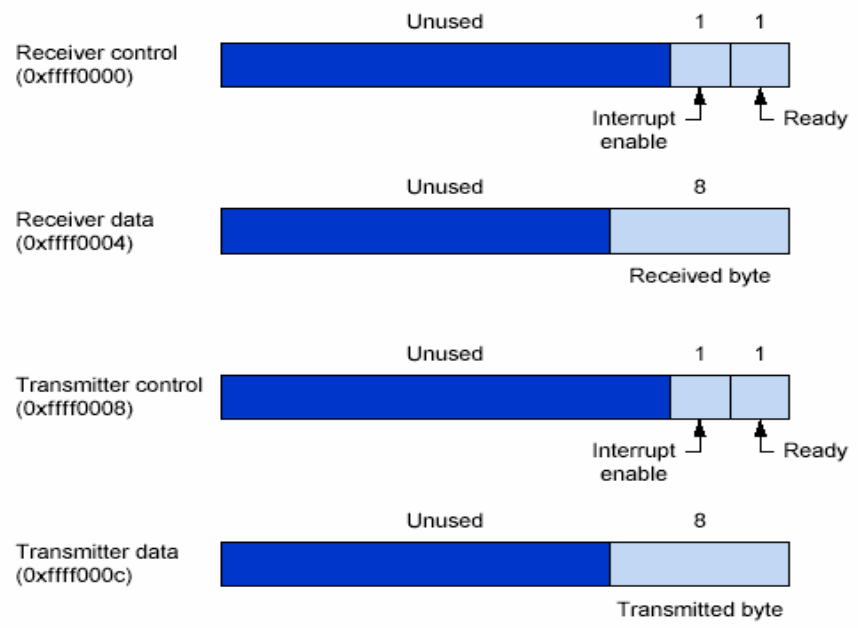 Unused 1 1
Receiver control
(0xffff0000)
Interrupt
enable
Ready
Unused 8
Receiver data
(0xffff0004)
Received byte
Unused 1 1
Transmitter control
(0xffff0008)
Interrupt
enable
Ready
Unused 8
Transmitter data
(0xffff000c)
Transmitted byte